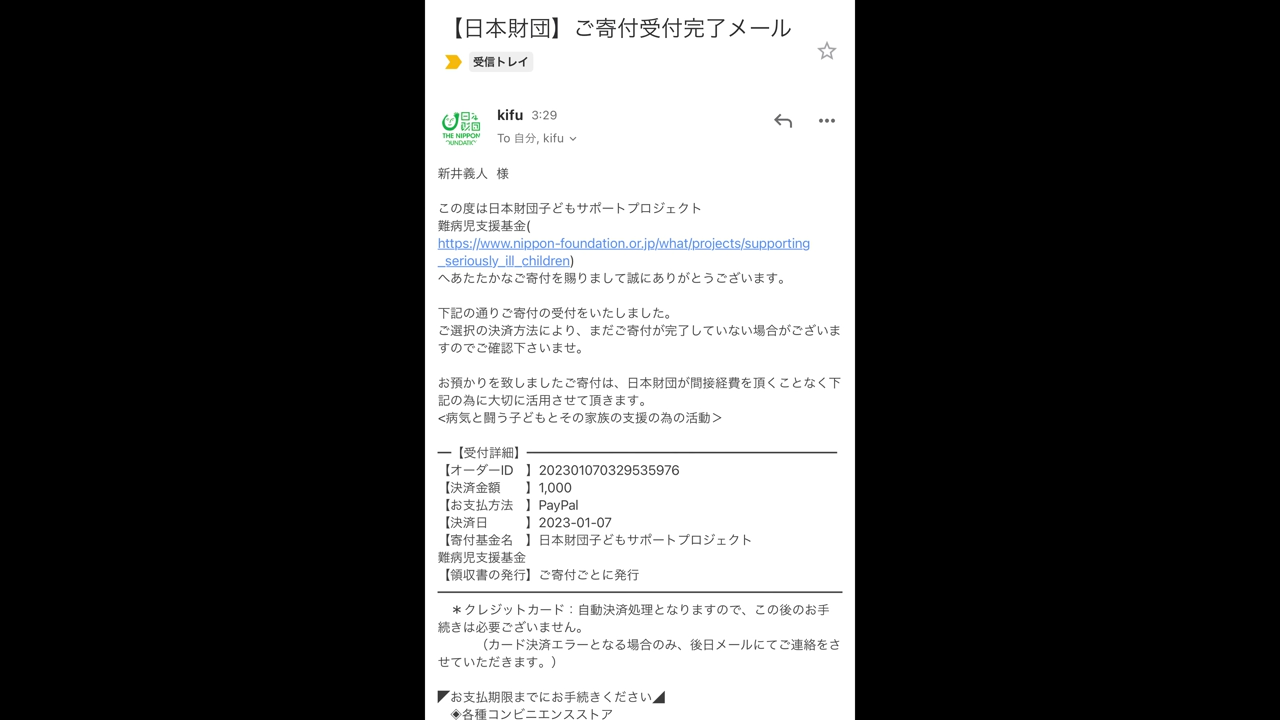 【日本財団】ご寄付受付完了メール
受信トレイ
kifu 3:29
To 自分, kifu
THE NIPPON
新井義人 様
この度は日本財団子どもサポートプロジェクト
難病児支援基金(
https://www.nippon-foundation.or.jp/what/projects/supporting
_seriously_ill_children)
へあたたかなご寄付を賜りまして誠にありがとうございます。
下記の通りご寄付の受付をいたしました。
ご選択の決済方法により、まだご寄付が完了していない場合がございま
すのでご確認下さいませ。
お預かりを致しましたご寄付は、日本財団が間接経費を頂くことなく下
記の為に大切に活用させて頂きます。
<病気と闘う子どもとその家族の支援の為の活動＞
━【受付詳細】━━━━━━━━━━━━━━━━━━━━━━━━
【オーダーID 】202301070329535976
【決済金額 】1,000
【お支払方法 】PayPal
【決済日 】2023-01-07
【寄付基金名 】日本財団子どもサポートプロジェクト
難病児支援基金
【領収書の発行】ご寄付ごとに発行
━━━━━━━━━━━━━━━━━━━━━━━━━━━━━━━
＊クレジットカード：自動決済処理となりますので、この後のお手
続きは必要ございません。
（カード決済エラーとなる場合のみ、後日メールにてご連絡をさ
せていただきます。）
◤お支払期限までにお手続きください◢
◈各種コンビニエンスストア